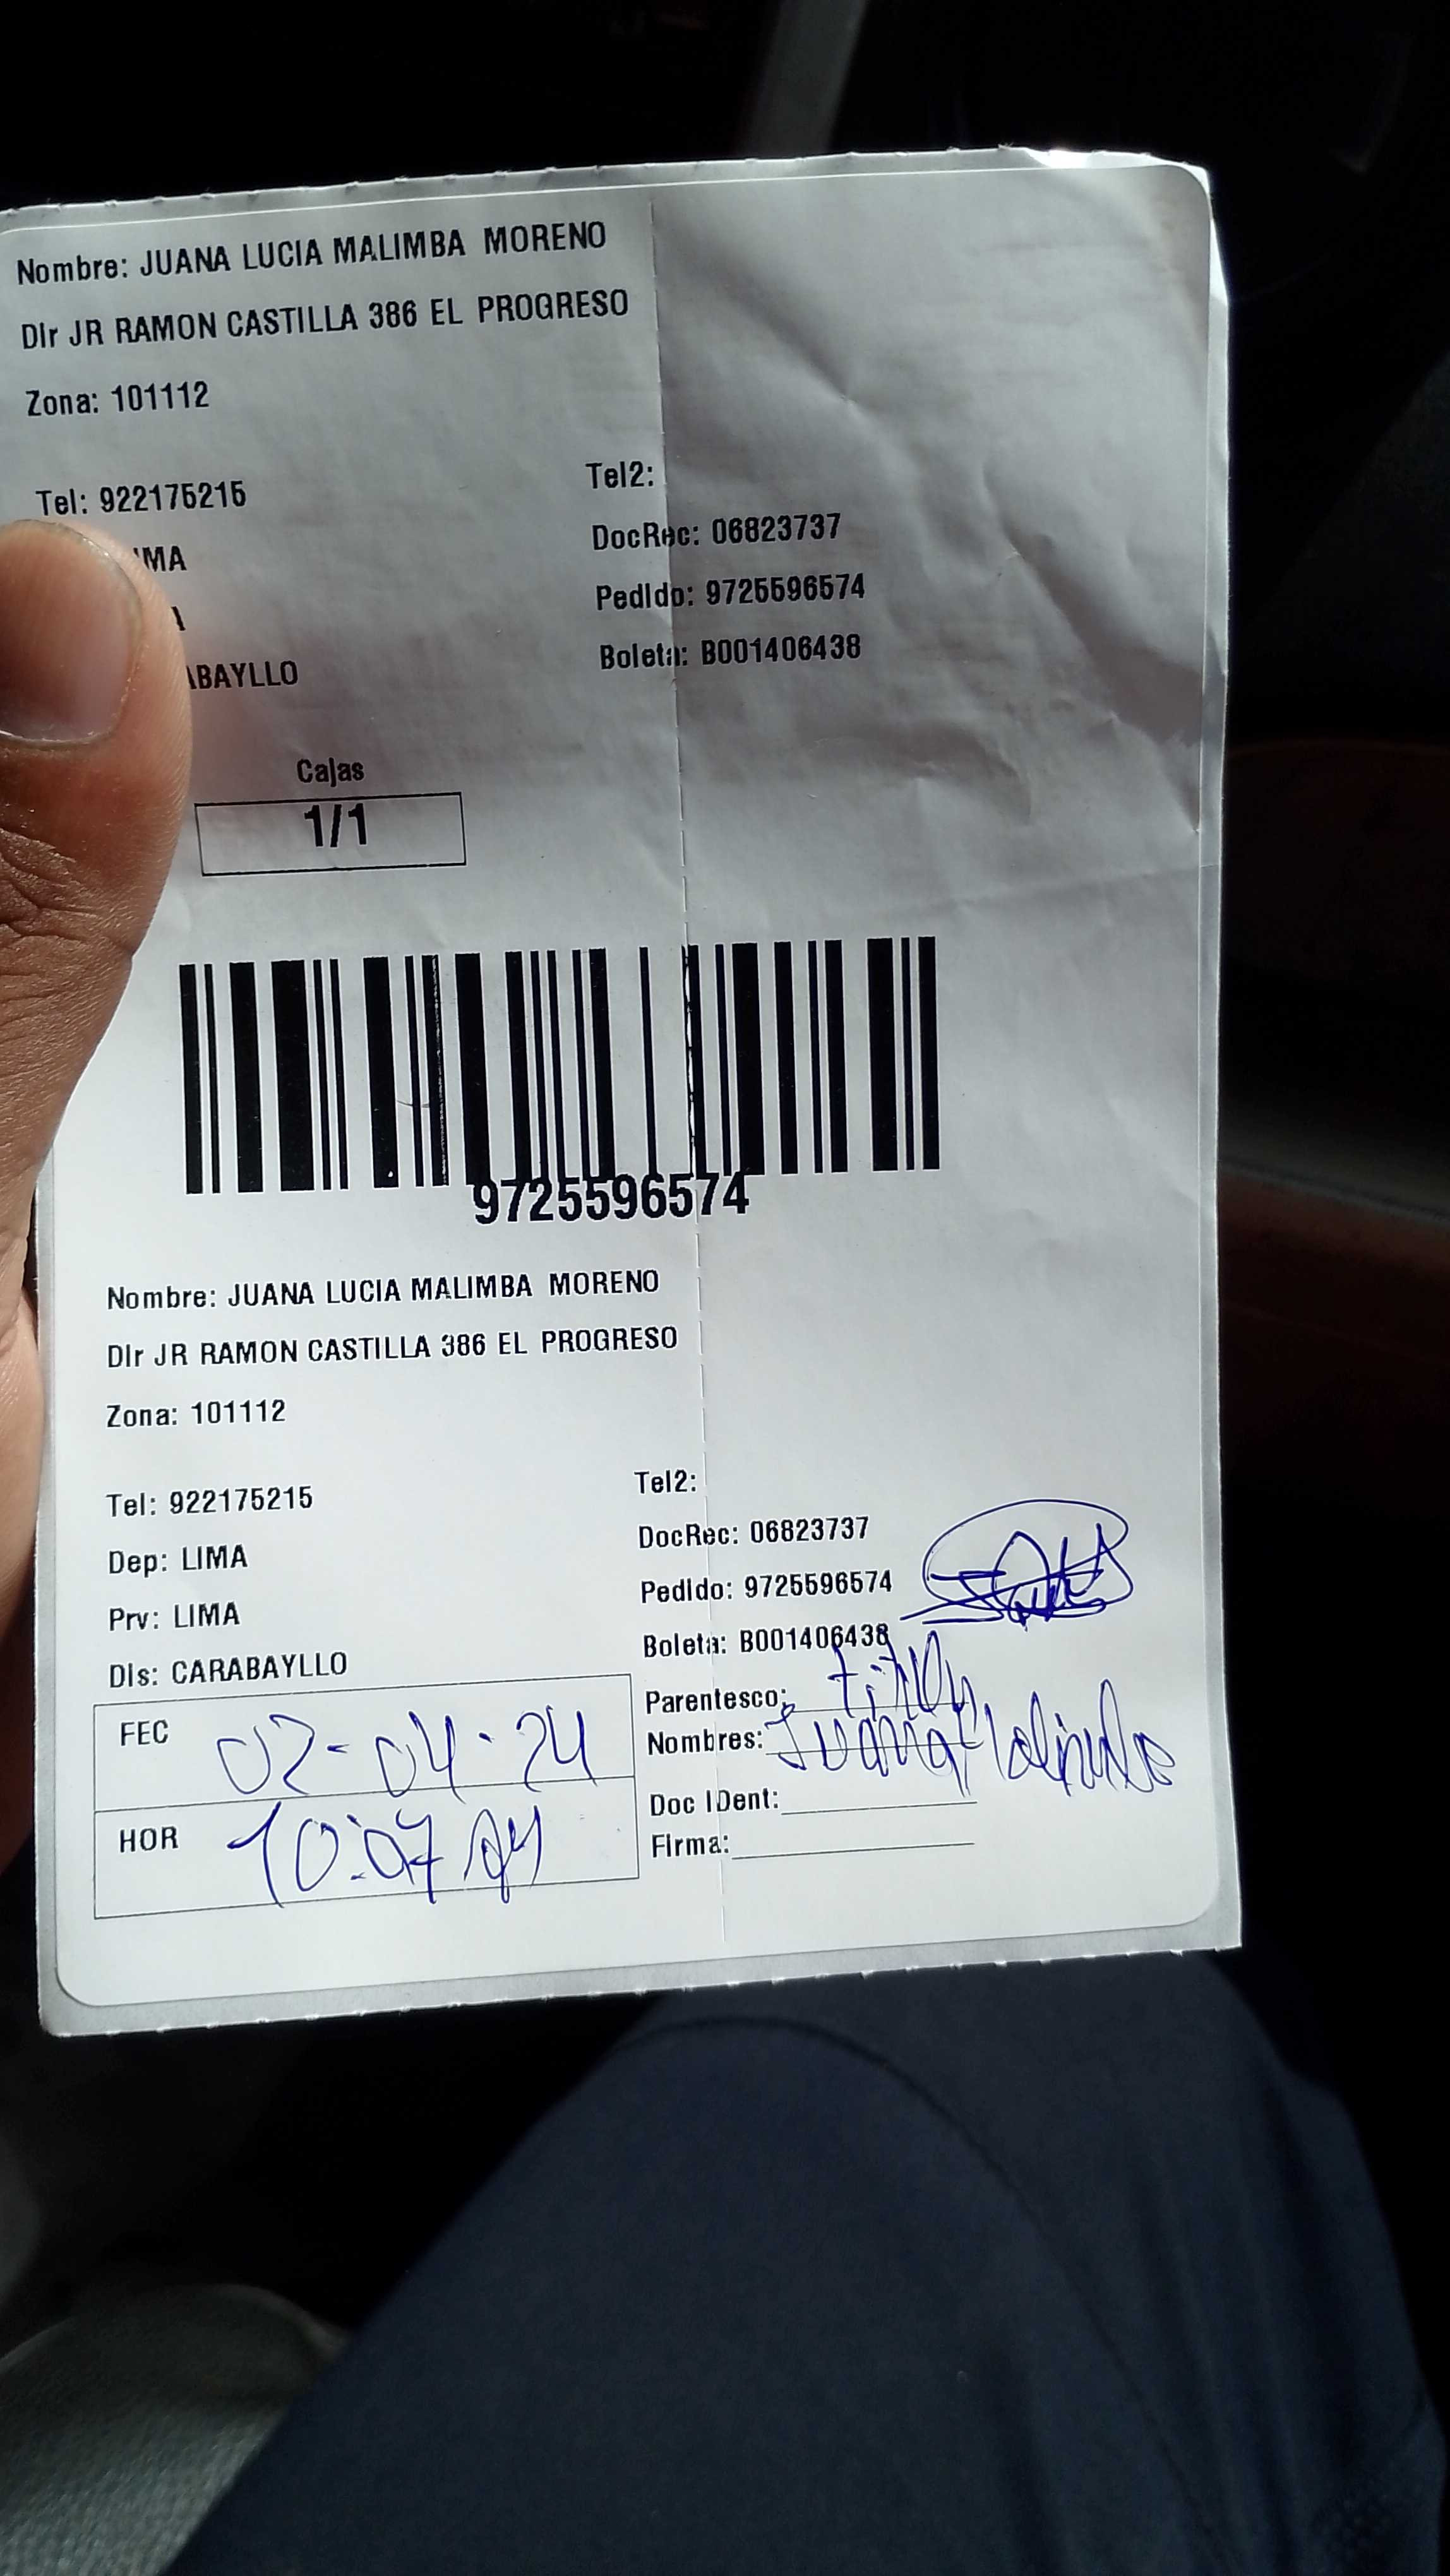 Nombre: JUANA LUCIA MALIMBA MORENO
Dir JR RAMON CASTILLA 386 EL PROGRESO
Zona: 101112
Tel: 922175215
Tel2:
DocRec: 06823737
Pedido: 9725596574
Boleta: B001406438
Cajas
1/1
9725596574
Nombre: JUANA LUCIA MALIMBA MORENO
Dir JR RAMON CASTILLA 386 EL PROGRESO
Zona: 101112
Tel: 922175215
Dep: LIMA
Prv: LIMA
Dis: CARABAYLLO
Tel2:
DocRec: 06823737
Pedido: 9725596574
Boleta: B001406438
FEC 02-04-24
HOR 10:07 AM
Parentesco:
Nombres: Juana Malimba
Doc IDent:
Firma: